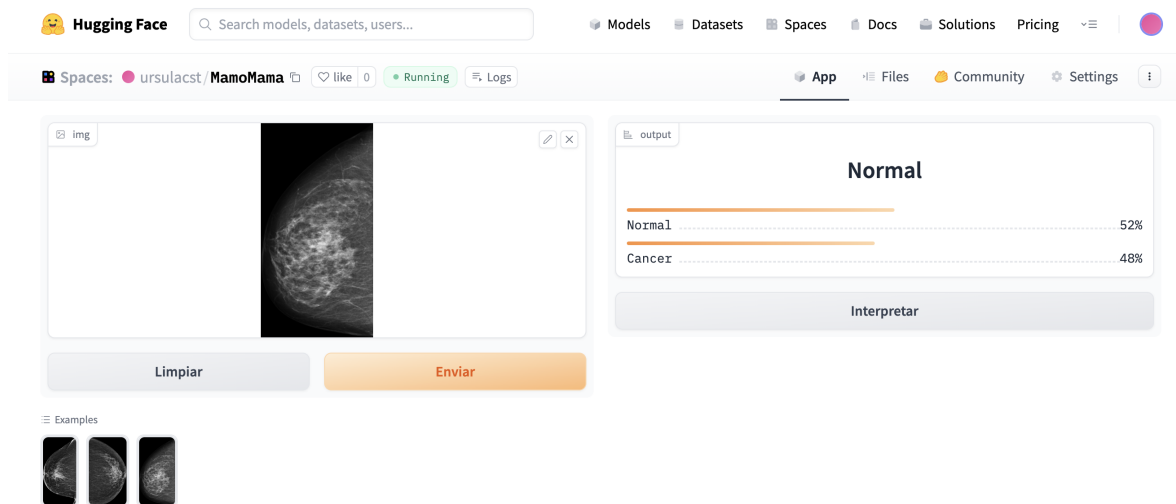 Hugging Face
Search models, datasets, users...
Models
Datasets
Spaces
Docs
Solutions
Pricing
Spaces: ursulacst/MamoMama
like 0
Running
Logs
App
Files
Community
Settings
img
output
Normal
Normal 52%
Cancer 48%
Interpretar
Limpiar
Enviar
Examples